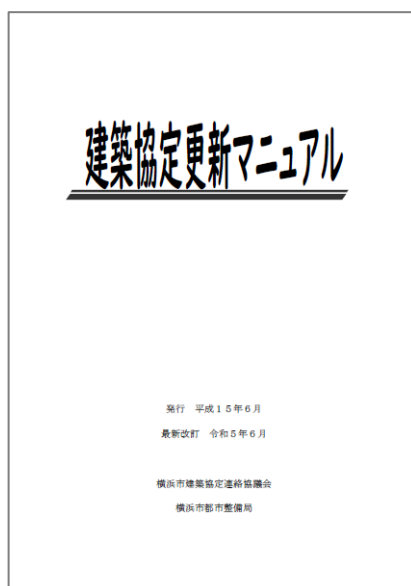 建築協定更新マニュアル
発行　平成１５年６月
最新改訂　令和５年６月
横浜市建築協定連絡協議会
横浜市都市整備局